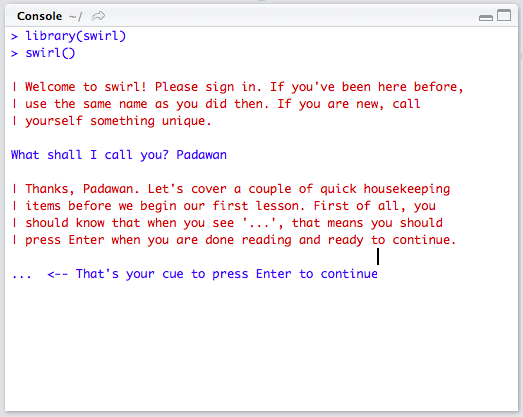 Console ~/
> library(swirl)
> swirl()
| Welcome to swirl! Please sign in. If you've been here before,
| use the same name as you did then. If you are new, call
| yourself something unique.
What shall I call you? Padawan
| Thanks, Padawan. Let's cover a couple of quick housekeeping
| items before we begin our first lesson. First of all, you
| should know that when you see '...', that means you should
| press Enter when you are done reading and ready to continue.
...  <-- That's your cue to press Enter to continue